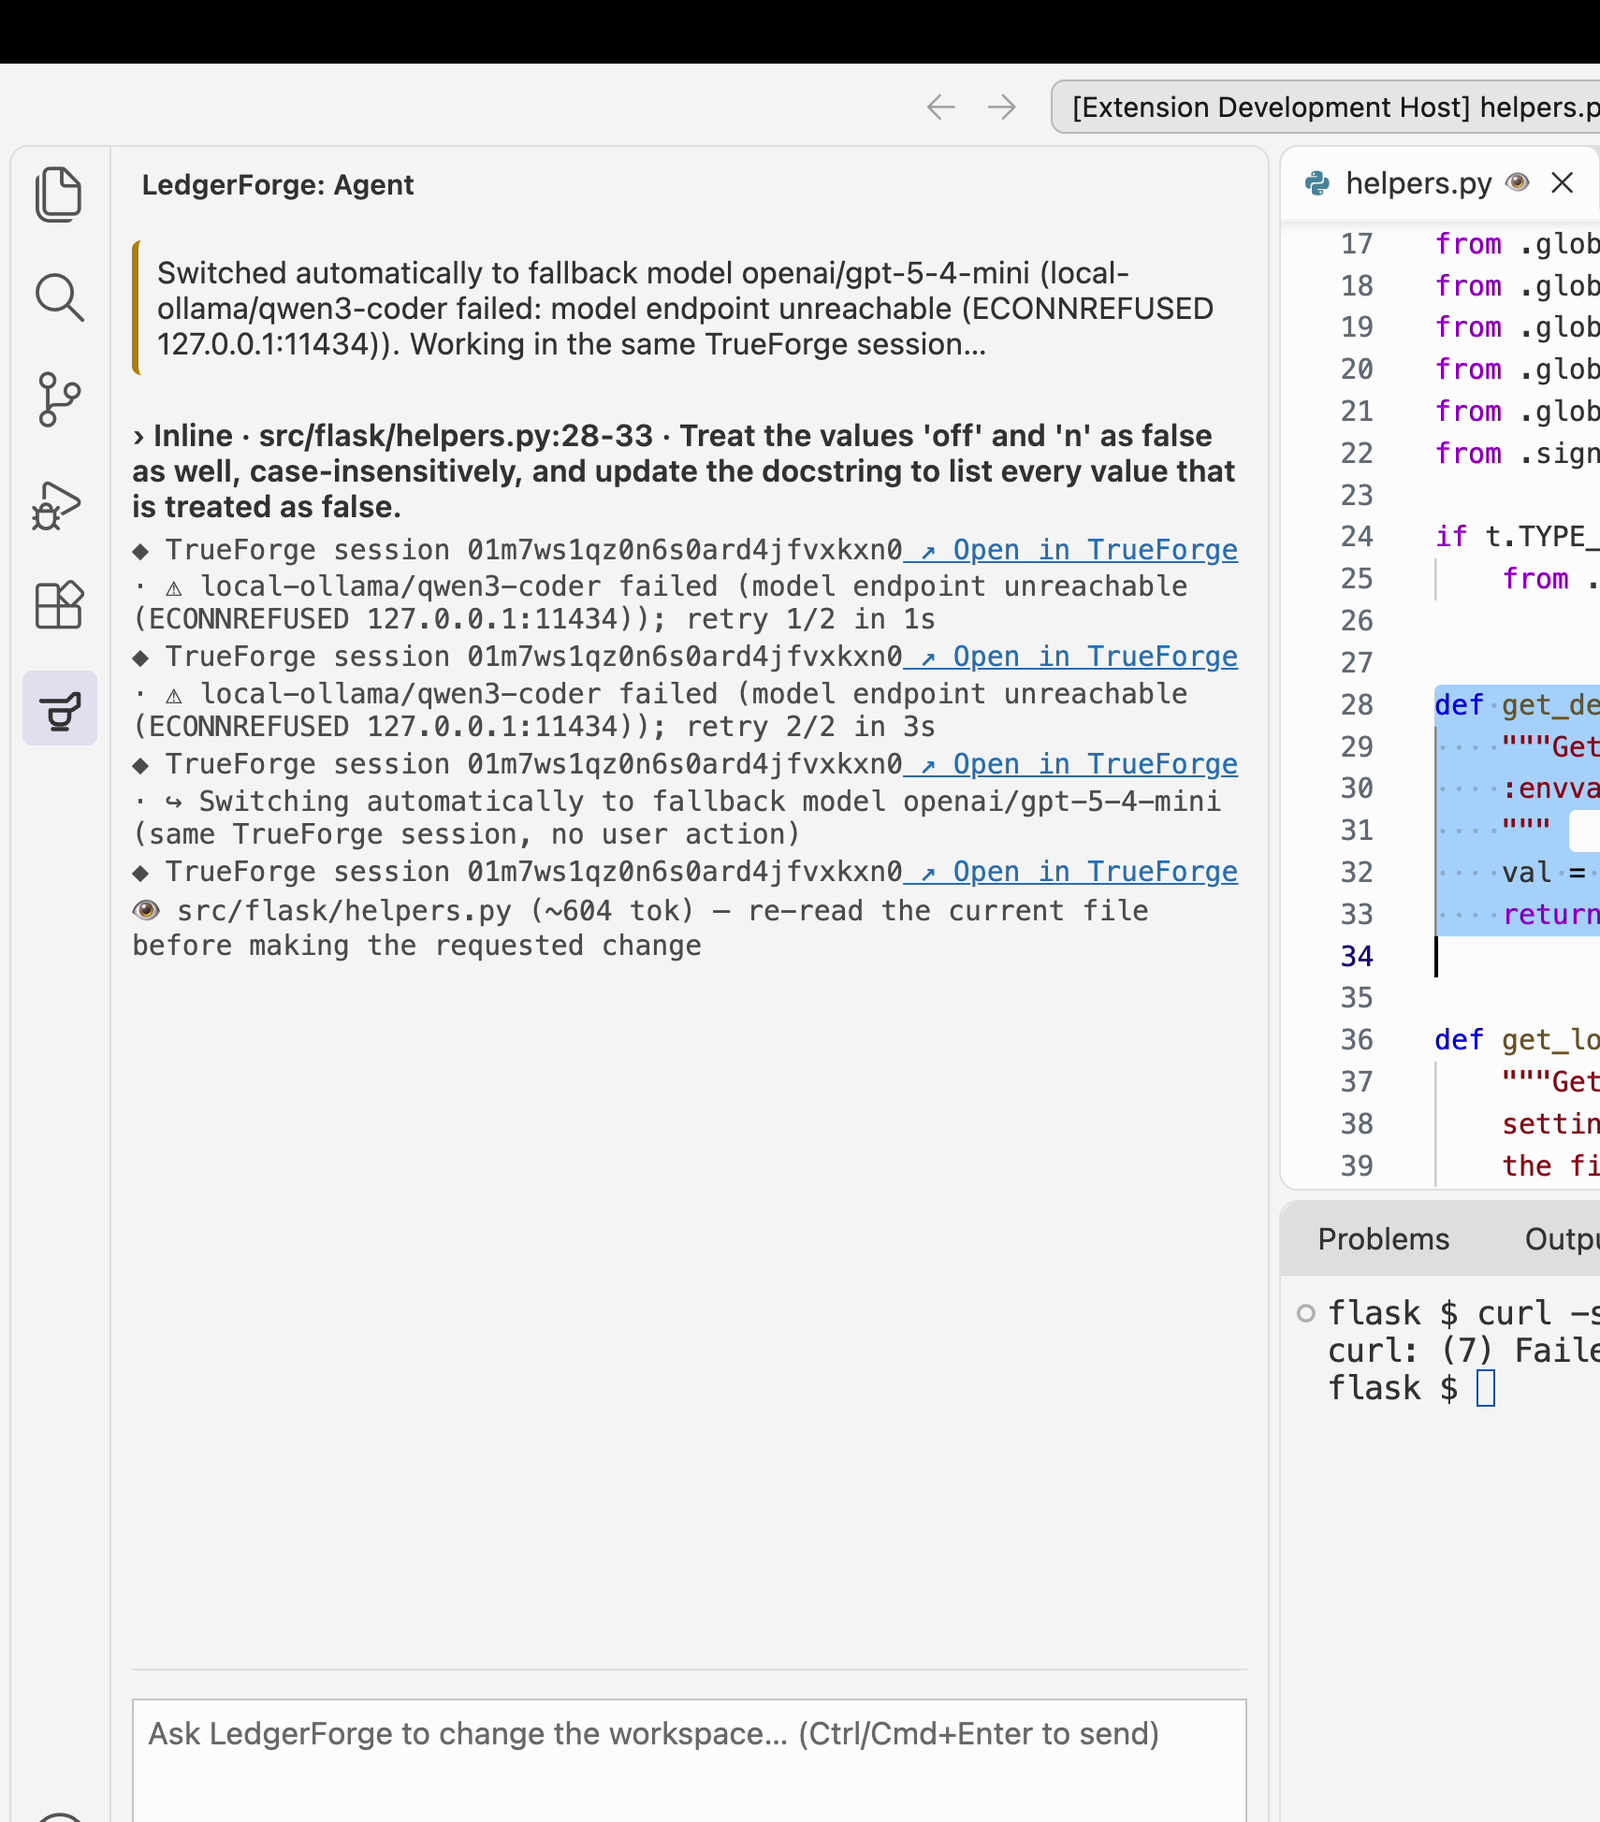 [Extension Development Host] helpers.p
LedgerForge: Agent
Switched automatically to fallback model openai/gpt-5-4-mini (local-
ollama/qwen3-coder failed: model endpoint unreachable (ECONNREFUSED
127.0.0.1:11434)). Working in the same TrueForge session...
› Inline · src/flask/helpers.py:28-33 · Treat the values 'off' and 'n' as false
as well, case-insensitively, and update the docstring to list every value that
is treated as false.
◆ TrueForge session 01m7ws1qz0n6s0ard4jfvxkxn0 ↗ Open in TrueForge
· ⚠ local-ollama/qwen3-coder failed (model endpoint unreachable
(ECONNREFUSED 127.0.0.1:11434)); retry 1/2 in 1s
◆ TrueForge session 01m7ws1qz0n6s0ard4jfvxkxn0 ↗ Open in TrueForge
· ⚠ local-ollama/qwen3-coder failed (model endpoint unreachable
(ECONNREFUSED 127.0.0.1:11434)); retry 2/2 in 3s
◆ TrueForge session 01m7ws1qz0n6s0ard4jfvxkxn0 ↗ Open in TrueForge
· ↪ Switching automatically to fallback model openai/gpt-5-4-mini
(same TrueForge session, no user action)
◆ TrueForge session 01m7ws1qz0n6s0ard4jfvxkxn0 ↗ Open in TrueForge
👁 src/flask/helpers.py (~604 tok) — re-read the current file
before making the requested change
Ask LedgerForge to change the workspace... (Ctrl/Cmd+Enter to send)
helpers.py
17 from .glob
18 from .glob
19 from .glob
20 from .glob
21 from .glob
22 from .sign
23
24 if t.TYPE_
25 from .
26
27
28 def get_de
29 """Get
30 :envva
31 """
32 val =
33 return
34
35
36 def get_lo
37 """Get
38 settin
39 the fi
Problems Outpu
flask $ curl -s
curl: (7) Faile
flask $